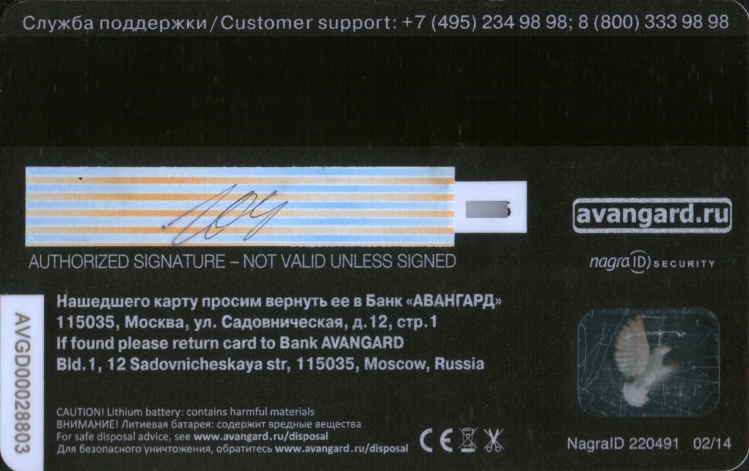 Служба поддержки/Customer support: +7 (495) 234 98 98; 8 (800) 333 98 98
avangard.ru
AUTHORIZED SIGNATURE – NOT VALID UNLESS SIGNED
nagra ID SECURITY
Нашедшего карту просим вернуть ее в Банк «АВАНГАРД»
115035, Москва, ул. Садовническая, д.12, стр.1
If found please return card to Bank AVANGARD
Bld.1, 12 Sadovnicheskaya str, 115035, Moscow, Russia
AVGD00028803
CAUTION! Lithium battery: contains harmful materials
ВНИМАНИЕ! Литиевая батарея: содержит вредные вещества
For safe disposal advice, see www.avangard.ru/disposal
Для безопасного уничтожения, обратитесь www.avangard.ru/disposal
CE
NagraID 220491 02/14